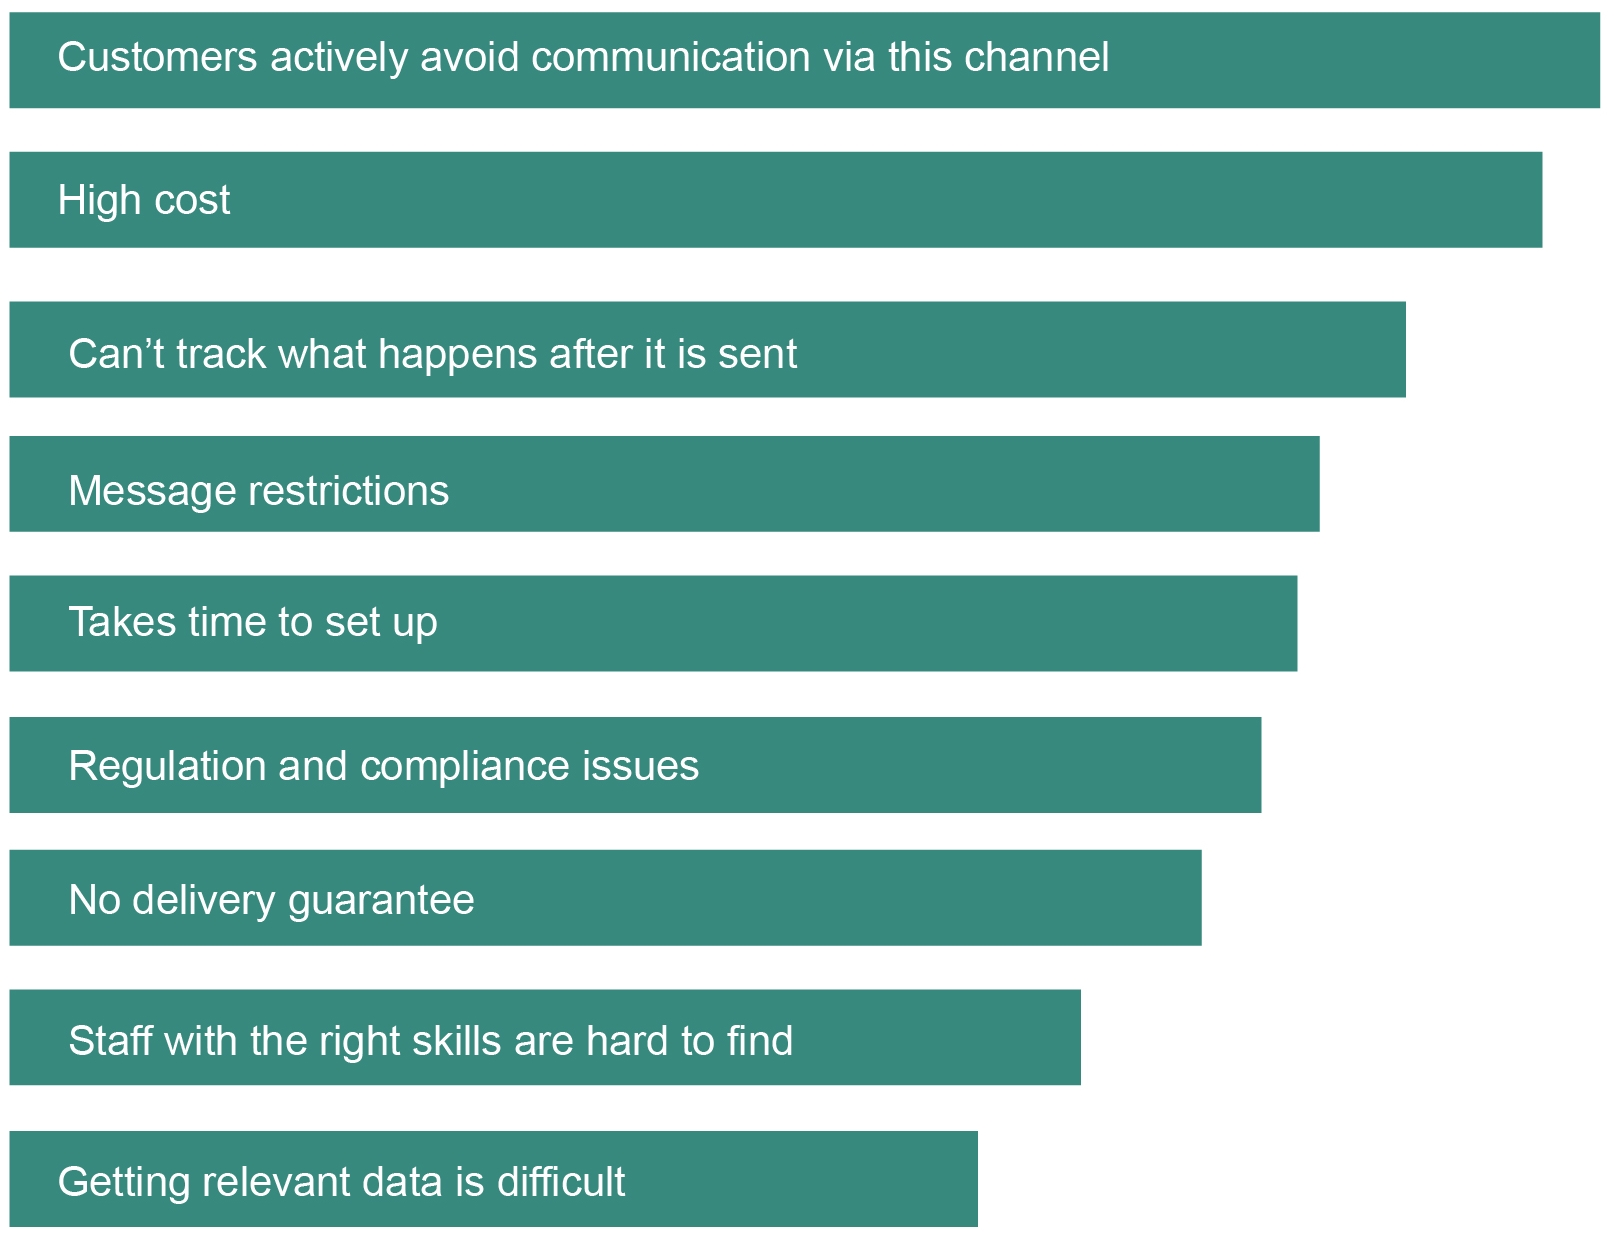 Customers actively avoid communication via this channel
High cost
Can’t track what happens after it is sent
Message restrictions
Takes time to set up
Regulation and compliance issues
No delivery guarantee
Staff with the right skills are hard to find
Getting relevant data is difficult